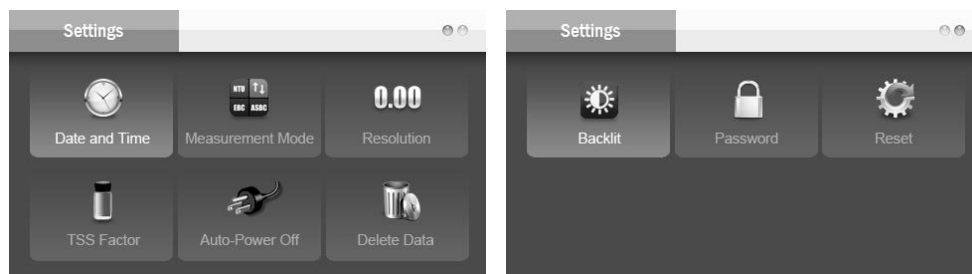 Settings
Date and Time
NTU
EBC ASBC
Measurement Mode
0.00
Resolution
TSS Factor
Auto-Power Off
Delete Data
Settings
Backlit
Password
Reset